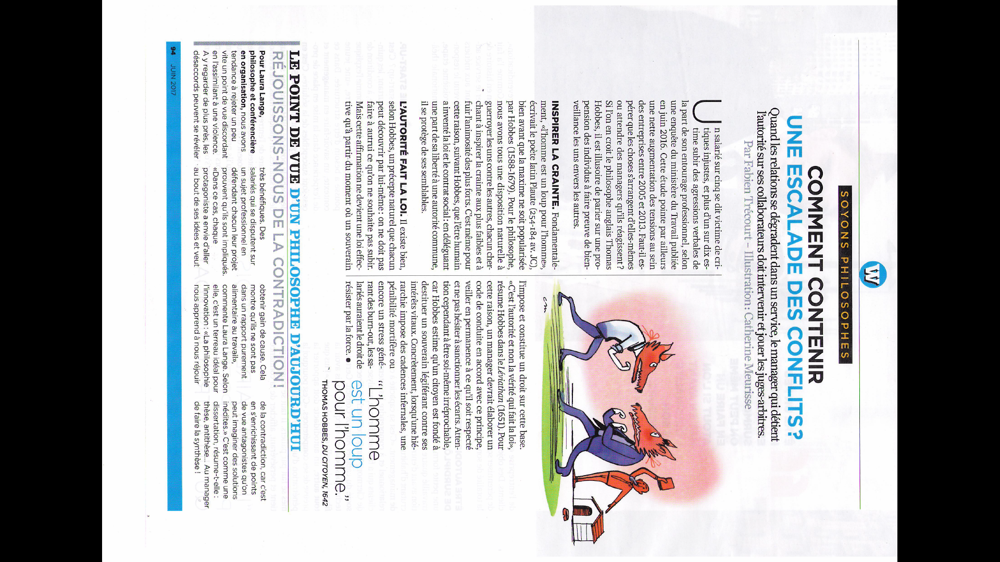 W
SOYONS PHILOSOPHES
COMMENT CONTENIR
UNE ESCALADE DES CONFLITS?
Quand les relations se dégradent dans un service, le manager qui détient
l'autorité sur ses collaborateurs doit intervenir et jouer les juges-arbitres.
Par Fabien Trécourt – Illustration : Catherine Meurisse
Un salarié sur cinq se dit victime de cri-
tiques injustes, et plus d'un sur dix es-
time subir des agressions verbales de
la part de son entourage professionnel, selon
une enquête du ministère du Travail publiée
en juin 2016. Cette étude pointe par ailleurs
une nette augmentation des tensions au sein
des entreprises entre 2005 et 2013. Faut-il es-
pérer que les choses s'arrangent d'elles-mêmes
ou attendre des managers qu'ils réagissent?
Si l'on en croit le philosophe anglais Thomas
Hobbes, il est illusoire de parier sur une pro-
pension des individus à faire preuve de bien-
veillance les uns envers les autres.
INSPIRER LA CRAINTE. Fondamentale-
ment, «l'homme est un loup pour l'homme»,
écrivait le poète latin Plaute (254-184 av. JC),
bien avant que la maxime ne soit popularisée
par Hobbes (1588-1679). Pour le philosophe,
nous avons tous une disposition naturelle à
guerroyer les uns contre les autres, chacun cher-
chant à inspirer la crainte aux plus faibles et à
fuir l'animosité des plus forts. C'est même pour
cette raison, suivant Hobbes, que l'être humain
a inventé la loi et le contrat social : en déléguant
une part de sa liberté à une autorité commune,
il se protège de ses semblables.
L'AUTORITÉ FAIT LA LOI. Il existe bien,
selon Hobbes, un précepte naturel que chacun
peut découvrir par lui-même : on ne doit pas
faire à autrui ce qu'on ne souhaite pas subir.
Mais cette affirmation ne devient une loi effec-
tive qu'à partir du moment où un souverain
cm
l'impose et constitue un droit sur cette base.
«C'est l'autorité et non la vérité qui fait la loi»,
résume Hobbes dans le Léviathan (1651). Pour
cette raison, un manager devrait élaborer un
code de conduite en accord avec ce principe,
veiller en permanence à ce qu'il soit respecté
et ne pas hésiter à sanctionner les écarts. Atten-
tion cependant à être soi-même irréprochable,
car Hobbes estime qu'un citoyen est fondé à
destituer un souverain légiférant contre ses
intérêts vitaux. Concrètement, lorsqu'une hié-
rarchie impose des cadences infernales, une
pénibilité mortifère ou
encore un stress géné-
rant des burn-out, les sa-
lariés auraient le droit de
résister par la force. ●
“L'homme
est un loup
pour l'homme.”
THOMAS HOBBES, DU CITOYEN, 1642
LE POINT DE VUE D'UN PHILOSOPHE D'AUJOURD'HUI
RÉJOUISSONS-NOUS DE LA CONTRADICTION!
Pour Laura Lange,
philosophe et conférencière
en organisation, nous avons
tendance à rejeter un peu
vite un point de vue discordant
en l'assimilant à une violence.
A y regarder de plus près, les
désaccords peuvent se révéler
très bénéfiques. Des
salariés qui se disputent sur
un sujet professionnel en
défendant chacun leur projet
prouvent qu'ils sont impliqués.
«Dans ce cas, chaque
protagoniste a envie d'aller
au bout de ses idées et veut
obtenir gain de cause. Cela
montre qu'ils ne sont pas
dans un rapport purement
alimentaire au travail»,
commente Laura Lange. Selon
elle, c'est un terreau idéal pour
l'innovation : «La philosophie
nous apprend à nous réjouir
de la contradiction, car c'est
en s'enrichissant de points
de vue antagonistes qu'on
peut imaginer des solutions
inédites.» C'est comme une
dissertation, résume-t-elle :
thèse, antithèse... Au manager
de faire la synthèse !
94 JUIN 2017